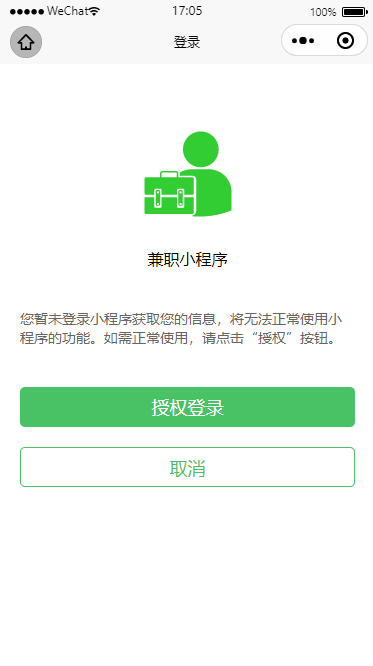 WeChat 17:05 100%
登录
兼职小程序
您暂未登录小程序获取您的信息，将无法正常使用小
程序的功能。如需正常使用，请点击“授权”按钮。
授权登录
取消